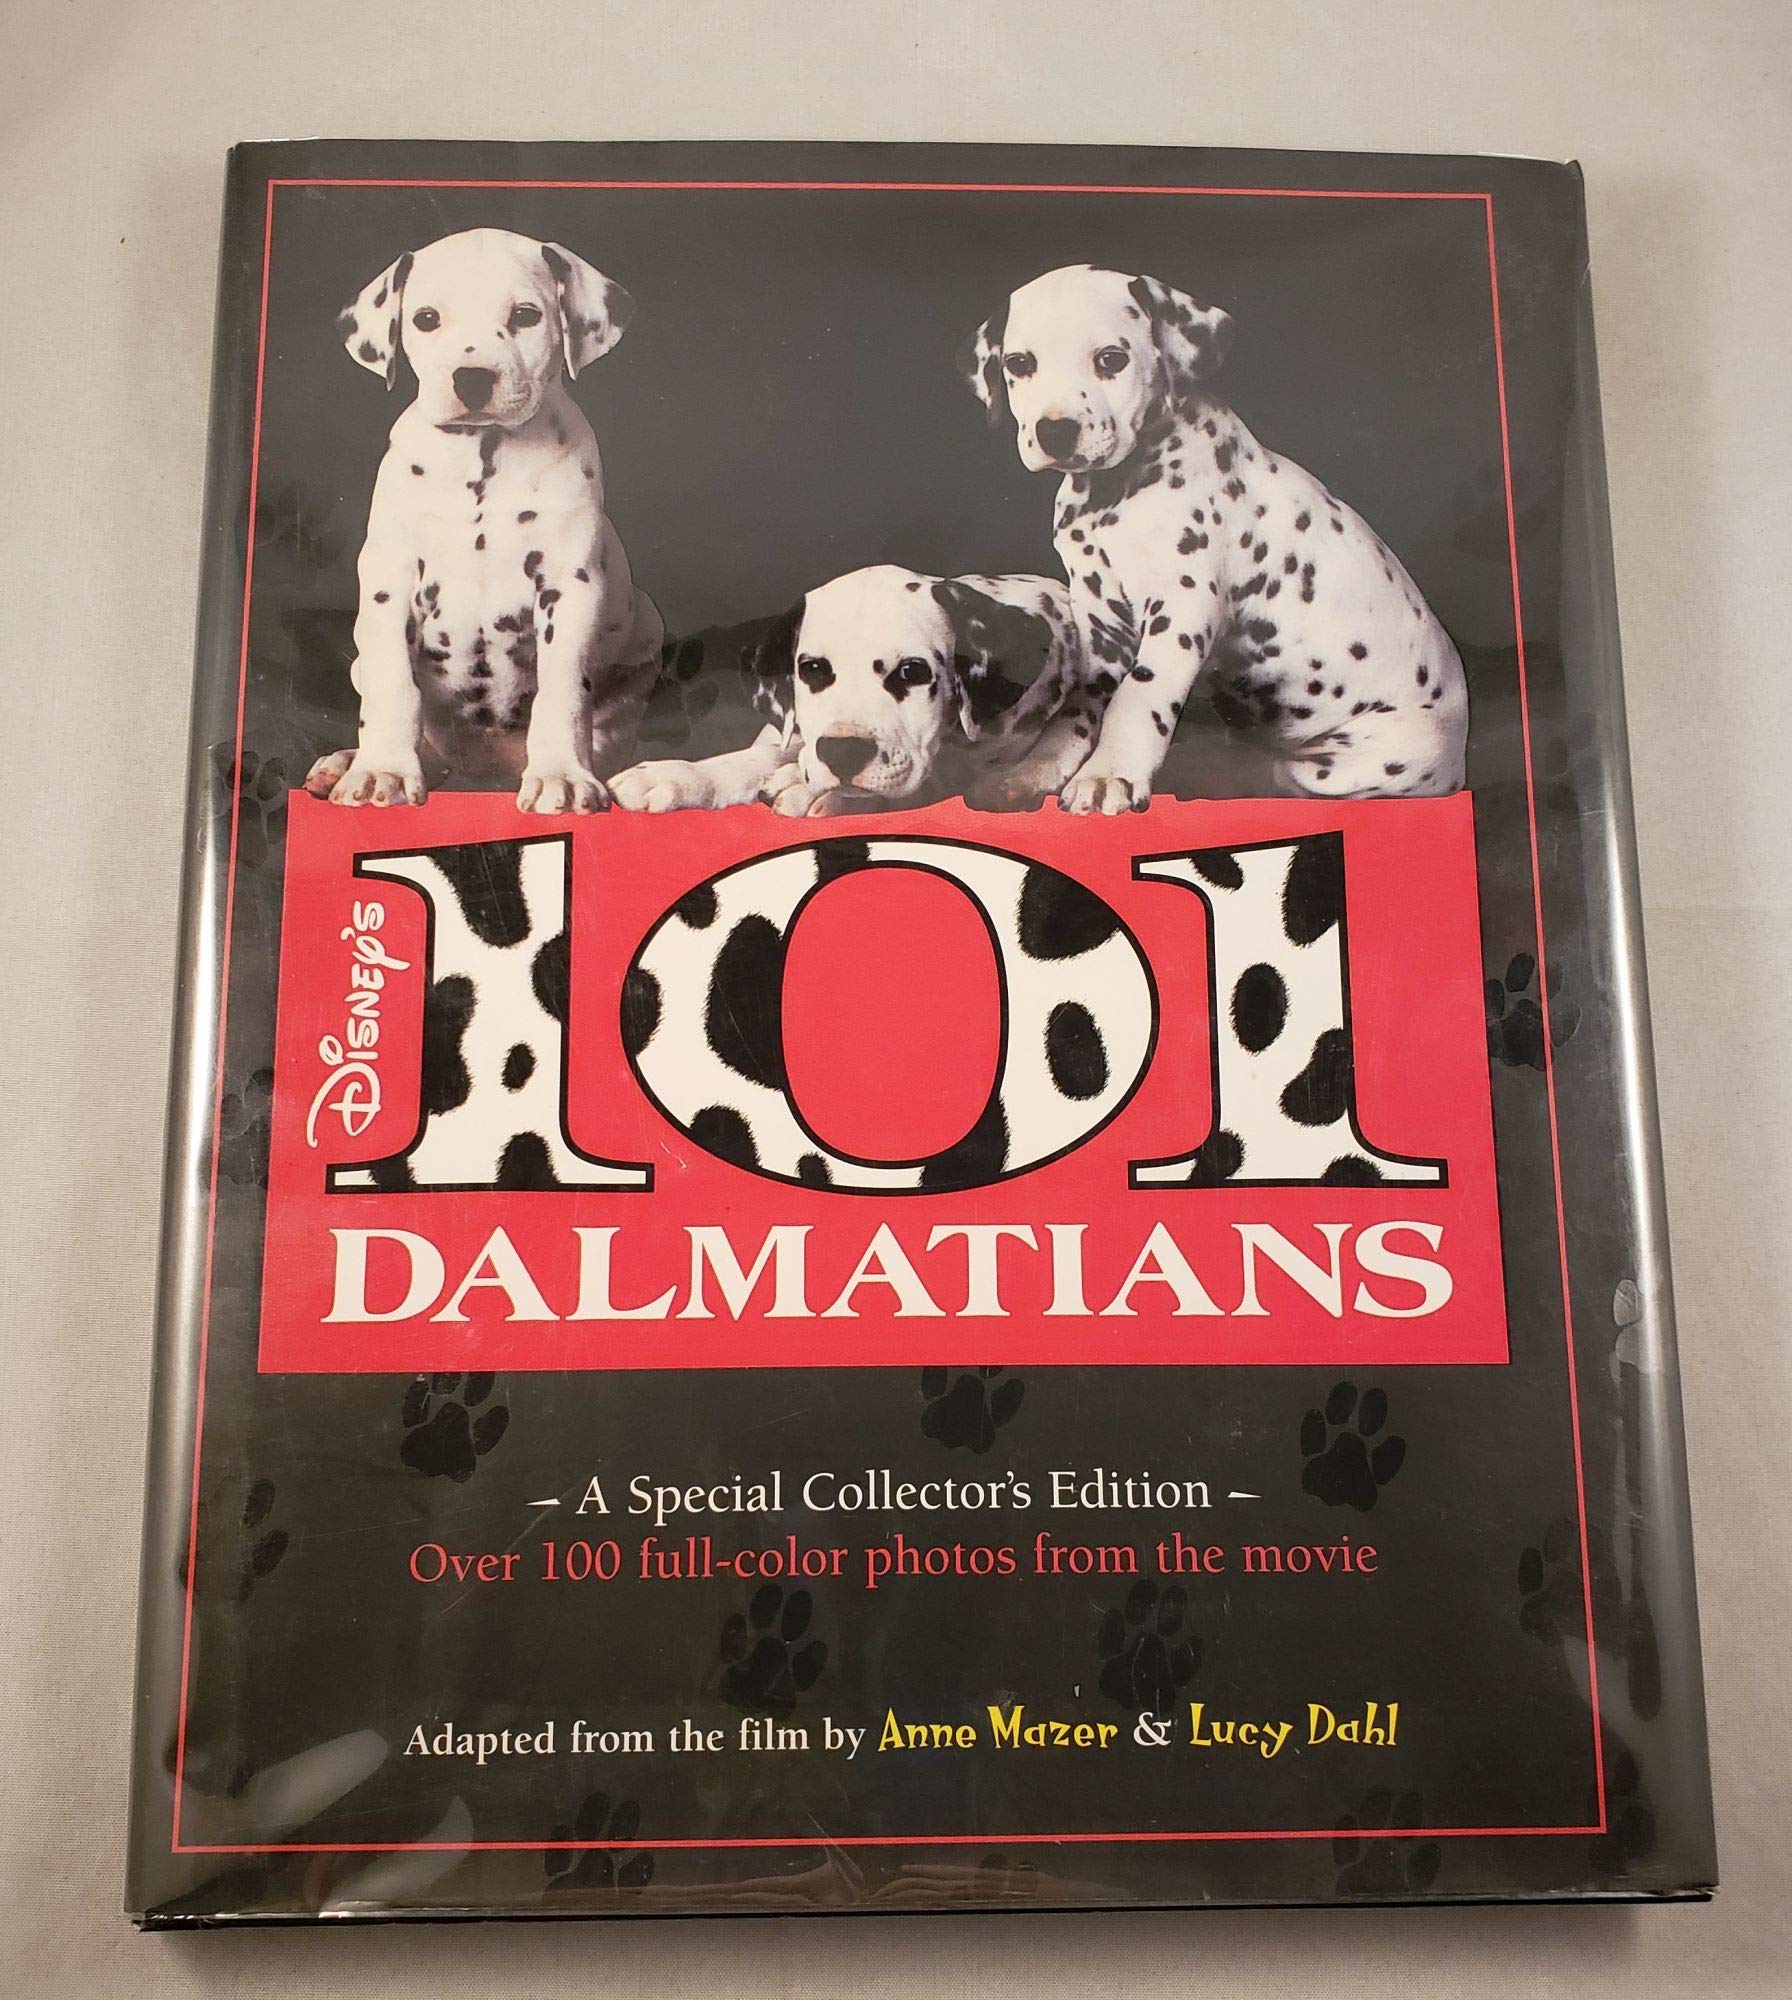 DISNEY'S
101
DALMATIANS
– A Special Collector's Edition –
Over 100 full-color photos from the movie
Adapted from the film by Anne Mazer & Lucy Dahl